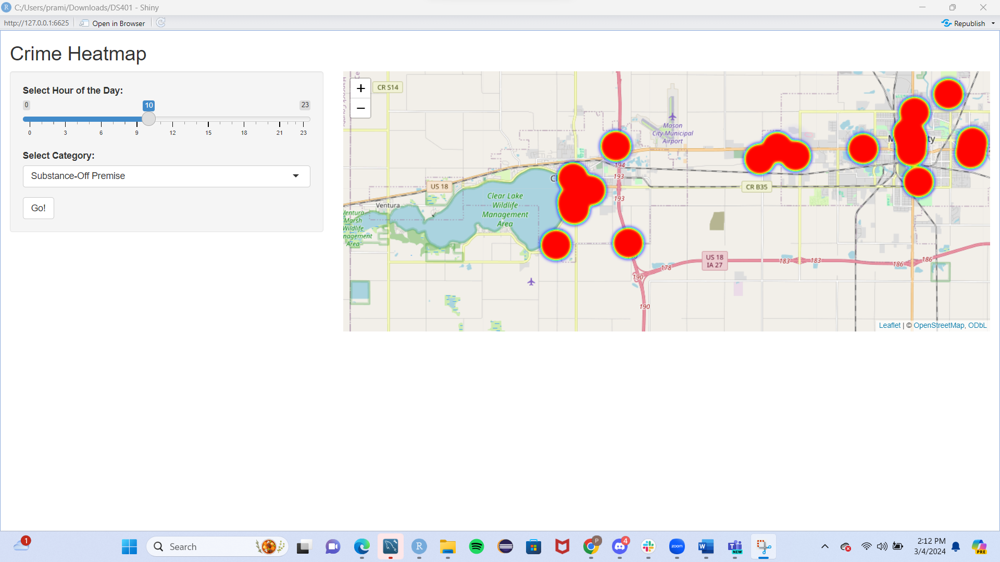 C:/Users/prami/Downloads/DS401 - Shiny
http://127.0.0.1:6625
Open in Browser
Republish
Crime Heatmap
Select Hour of the Day:
0
10
23
0
3
6
9
12
15
18
21
23
Select Category:
Substance-Off Premise
Go!
+
−
CR S14
Mason
City Municipal
Airport
194
193
193
US 18
CR B35
Ventura
Clear Lake
Wildlife
Management
Area
Ventura
Marsh
Wildlife
Area
US 18
IA 27
178
183
183
186
186
190
190
Leaflet | © OpenStreetMap, ODbL
1
Search
P
4
zoom
W
NEW
2:12 PM
3/4/2024
PRE